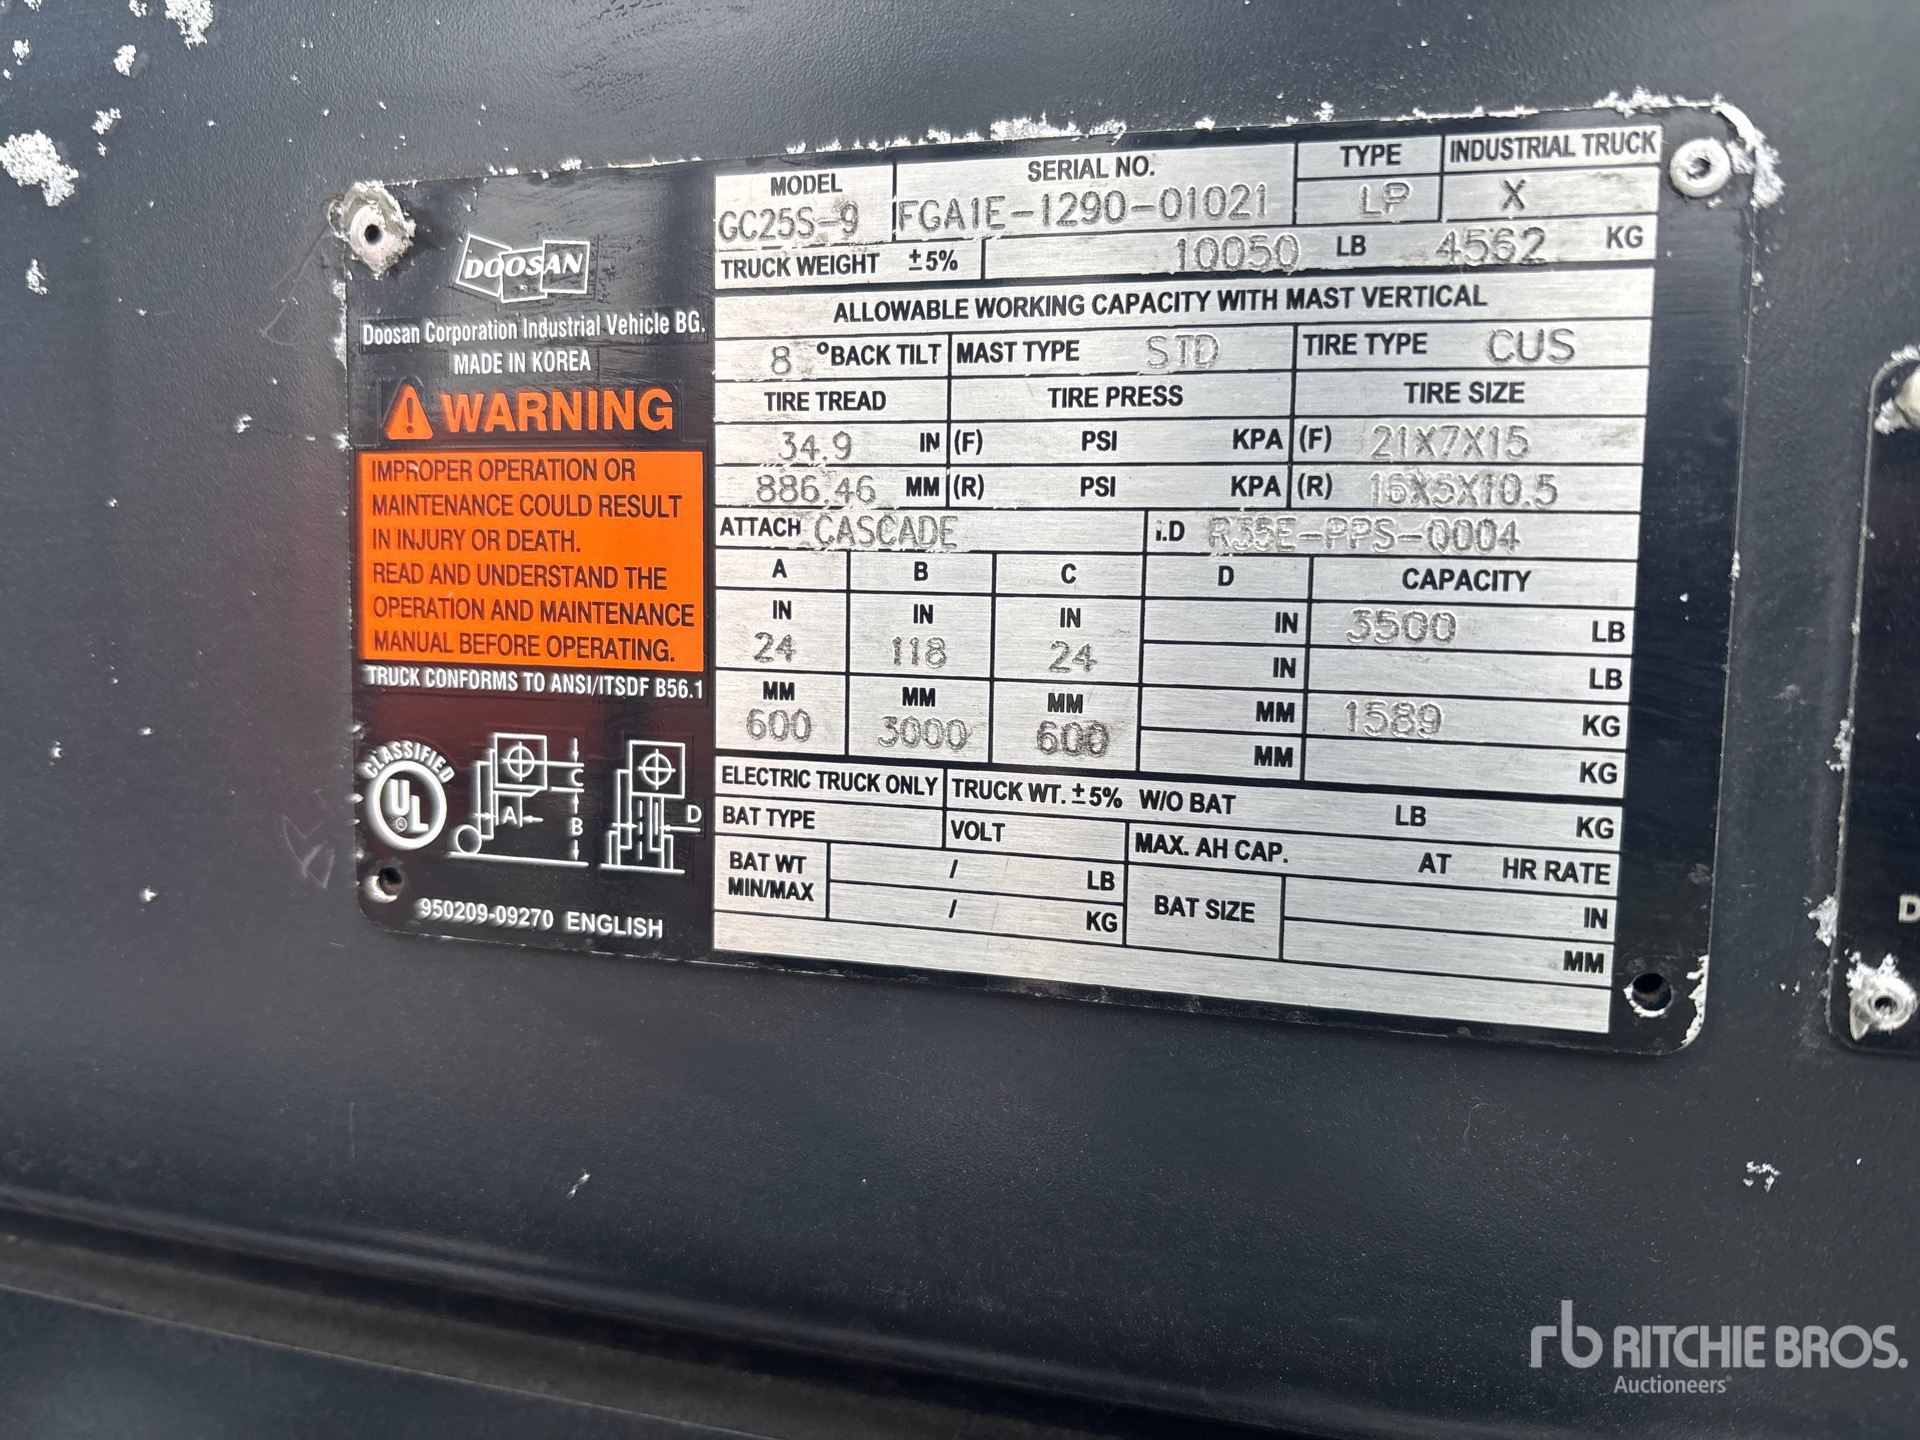 DOOSAN
Doosan Corporation Industrial Vehicle BG.
MADE IN KOREA
WARNING
IMPROPER OPERATION OR
MAINTENANCE COULD RESULT
IN INJURY OR DEATH.
READ AND UNDERSTAND THE
OPERATION AND MAINTENANCE
MANUAL BEFORE OPERATING.
TRUCK CONFORMS TO ANSI/ITSDF B56.1
CLASSIFIED
UL
®
A B C
D
950209-09270 ENGLISH
MODEL SERIAL NO. TYPE INDUSTRIAL TRUCK
GC25S-9 FGA1E-1290-01021 LP X
TRUCK WEIGHT ±5% 10050 LB 4562 KG
ALLOWABLE WORKING CAPACITY WITH MAST VERTICAL
8 °BACK TILT MAST TYPE STD TIRE TYPE CUS
TIRE TREAD TIRE PRESS TIRE SIZE
34.9 IN (F) PSI KPA (F) 21X7X15
886.46 MM (R) PSI KPA (R) 16X5X10.5
ATTACH CASCADE I.D R35E-PPS-Q004
A B C D CAPACITY
IN IN IN IN 3500 LB
24 118 24 IN LB
MM MM MM MM 1589 KG
600 3000 600 MM KG
ELECTRIC TRUCK ONLY TRUCK WT. ±5% W/O BAT LB KG
BAT TYPE VOLT MAX. AH CAP. AT HR RATE
BAT WT / LB BAT SIZE IN
MIN/MAX / KG MM
D
rb RITCHIE BROS.
Auctioneers